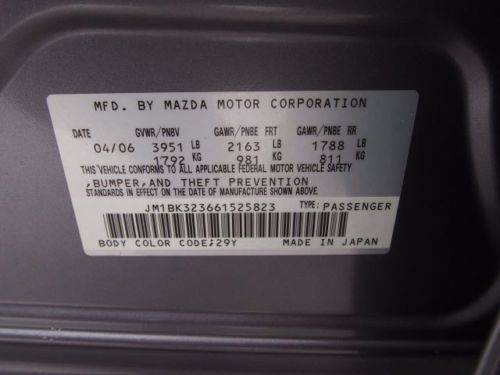 MFD. BY MAZDA MOTOR CORPORATION
DATE GVWR/PNBV GAWR/PNBE FRT GAWR/PNBE RR
04/06 3951 LB 2163 LB 1788 LB
1792 KG 981 KG 811 KG
THIS VEHICLE CONFORMS TO ALL APPLICABLE FEDERAL MOTOR VEHICLE SAFETY
,BUMPER,AND THEFT PREVENTION
STANDARDS IN EFFECT ON THE DATE OF MANUFACTURE SHOWN ABOVE.
JM1BK323661525823 TYPE:PASSENGER
BODY COLOR CODE;29Y MADE IN JAPAN